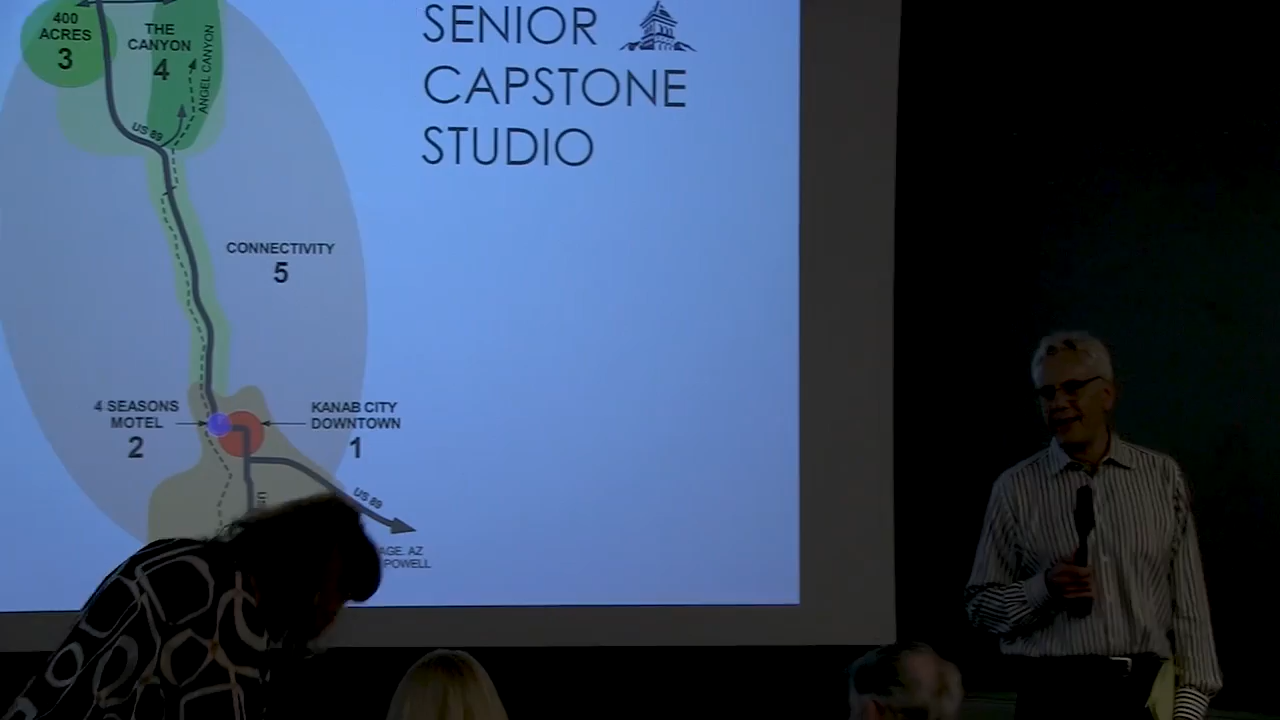 SENIOR
CAPSTONE
STUDIO
400
ACRES
3
THE
CANYON
4
ANGEL CANYON
US 89
CONNECTIVITY
5
4 SEASONS
MOTEL
2
KANAB CITY
DOWNTOWN
1
US 89
AZ
POWELL